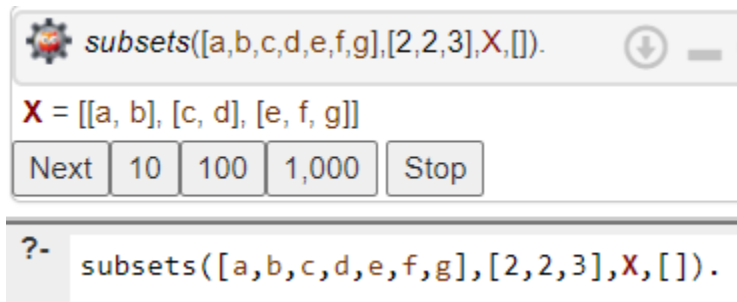 subsets([a,b,c,d,e,f,g],[2,2,3],X,[]).
X = [[a, b], [c, d], [e, f, g]]
Next 10 100 1,000 Stop
?- subsets([a,b,c,d,e,f,g],[2,2,3],X,[]).